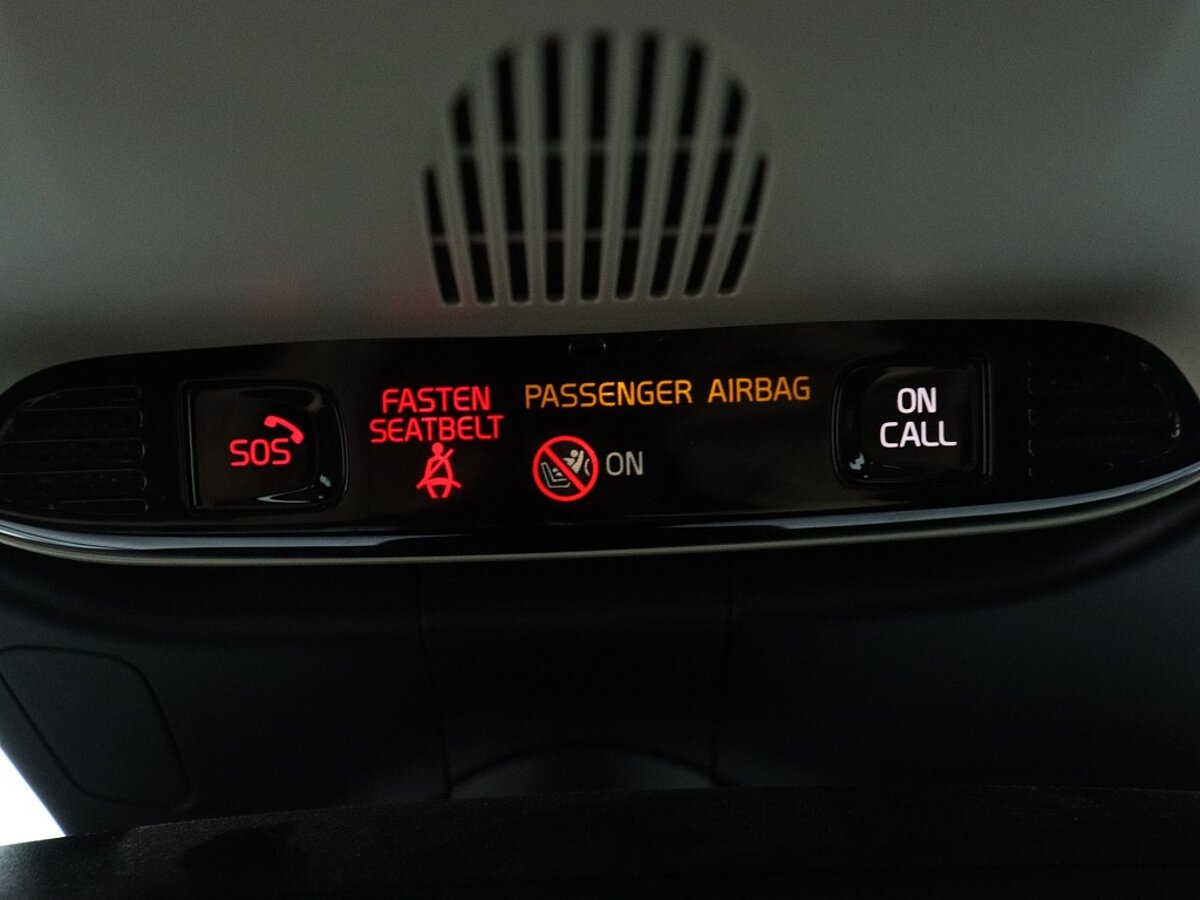 SOS
FASTEN
SEATBELT
PASSENGER AIRBAG
ON
ON
CALL